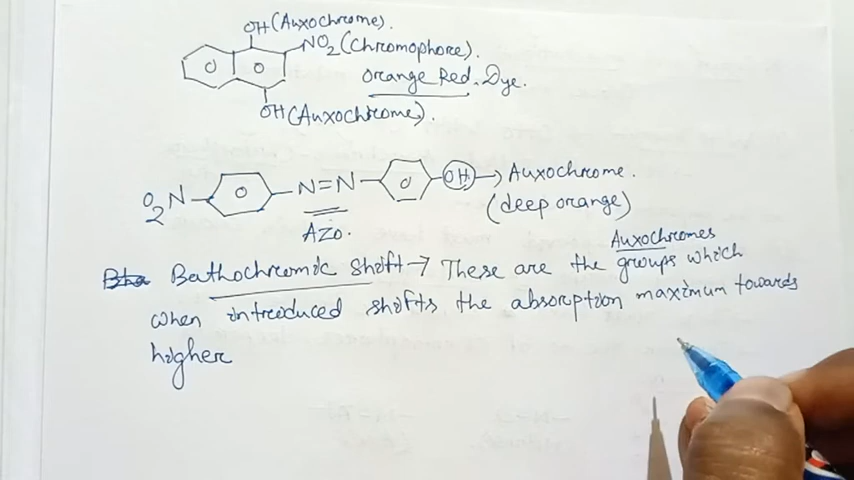 OH (Auxochrome).
NO2 (Chromophore).
Orange Red Dye.
OH (Auxochrome).
O2N N=N OH → Auxochrome.
(deep orange)
Azo.
Auxochromes
Bathochromic shift → These are the groups which
when introduced shifts the absorption maximum towards
higher